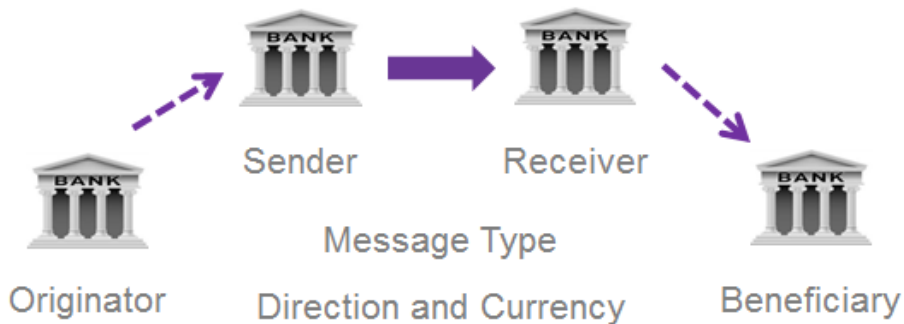 BANK
BANK
Sender
Receiver
BANK
BANK
Message Type
Originator
Direction and Currency
Beneficiary